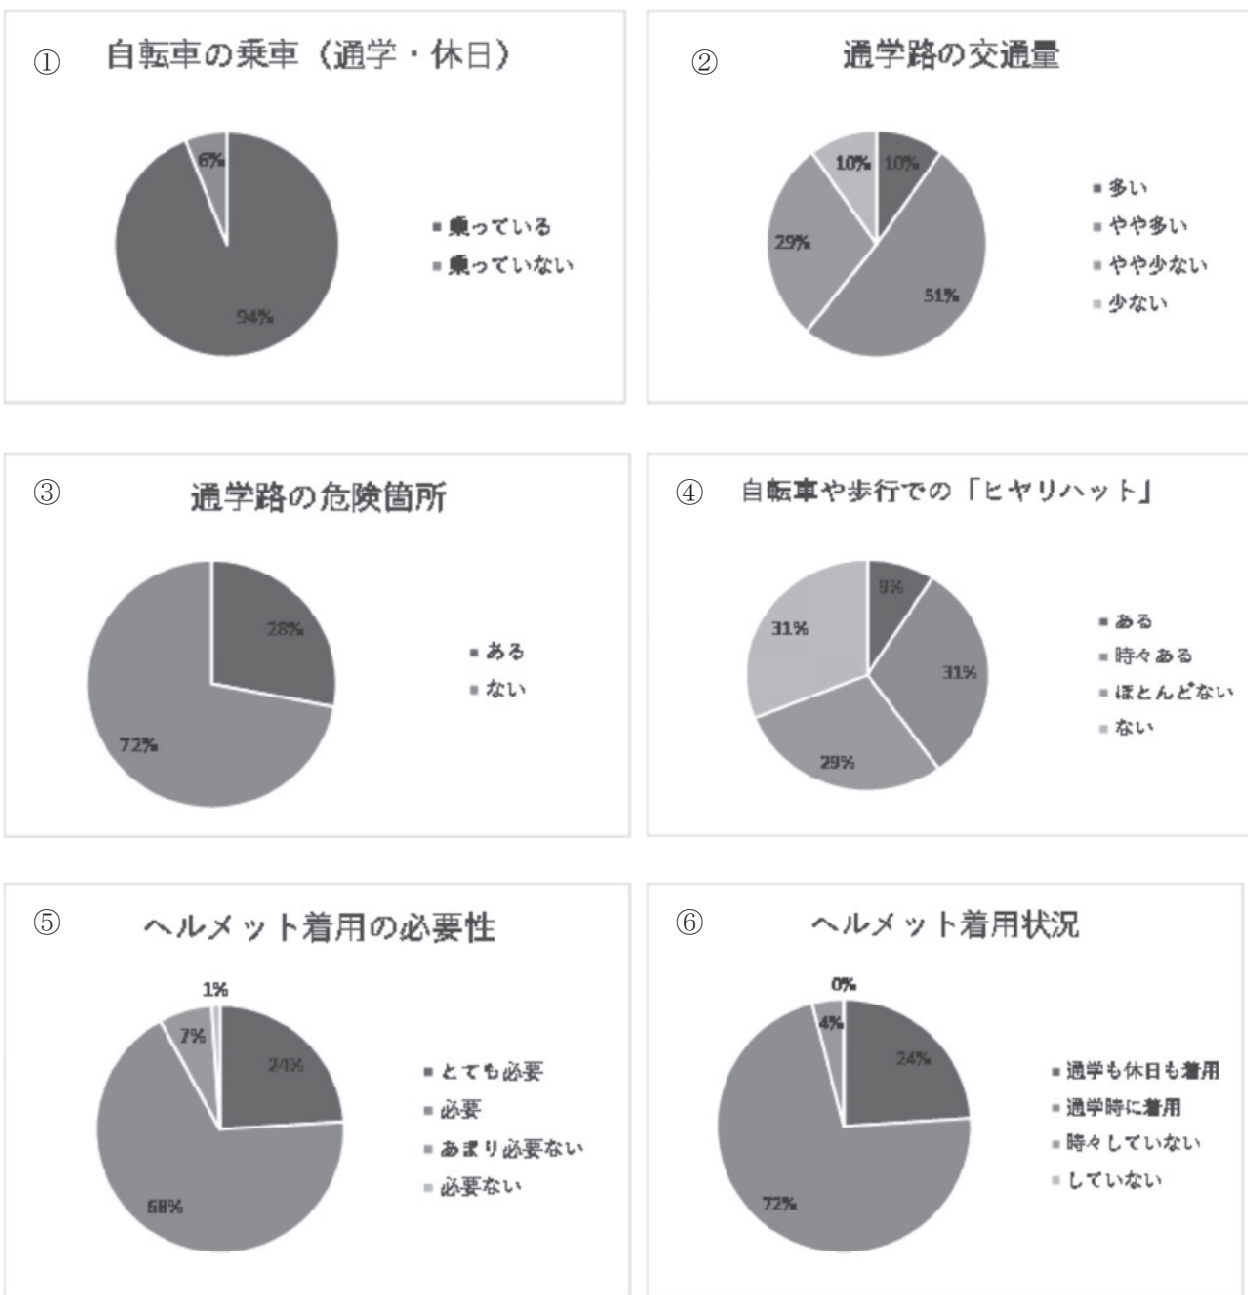 ① 自転車の乗車（通学・休日）
6%
94%
乗っている
乗っていない
② 通学路の交通量
10%
10%
29%
51%
多い
やや多い
やや少ない
少ない
③ 通学路の危険箇所
28%
72%
ある
ない
④ 自転車や歩行での「ヒヤリハット」
9%
31%
31%
29%
ある
時々ある
ほとんどない
ない
⑤ ヘルメット着用の必要性
1%
7%
24%
68%
とても必要
必要
あまり必要ない
必要ない
⑥ ヘルメット着用状況
0%
4%
24%
72%
通学も休日も着用
通学時に着用
時々していない
していない